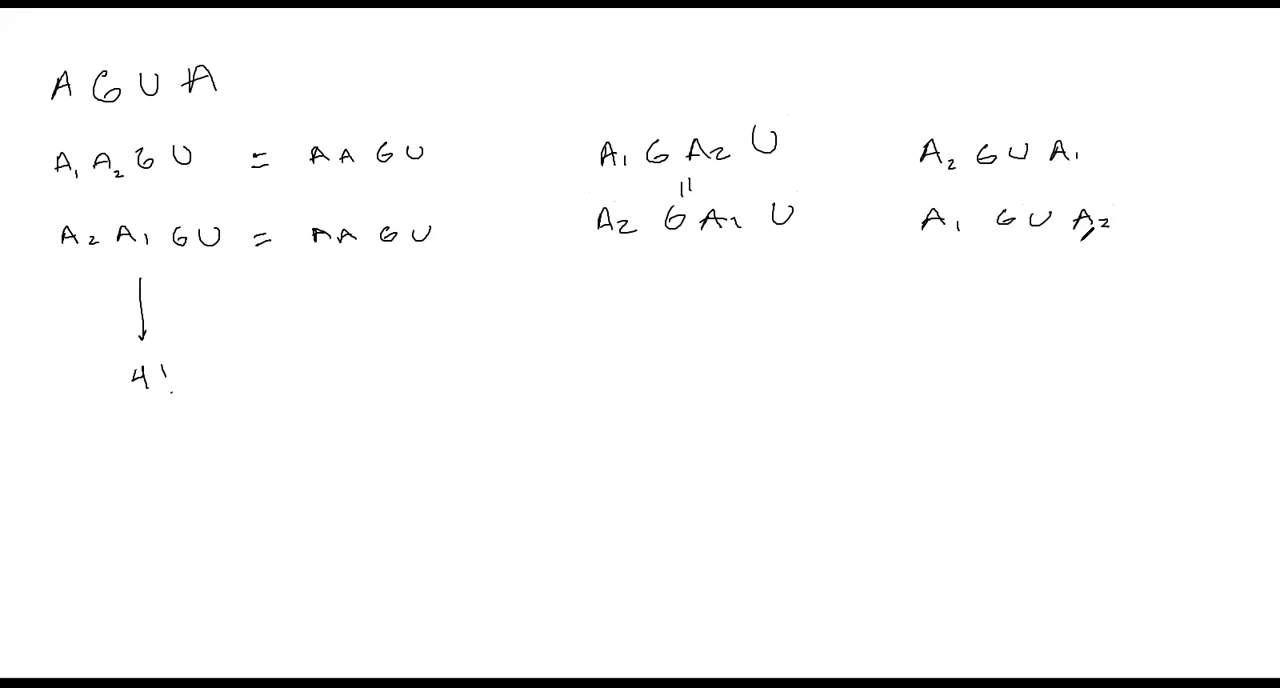 A G U A
A₁ A₂ G U = A A G U
A₂ A₁ G U = A A G U
↓
4!
A₁ G A₂ U
=
A₂ G A₁ U
A₂ G U A₁
A₁ G U A₂